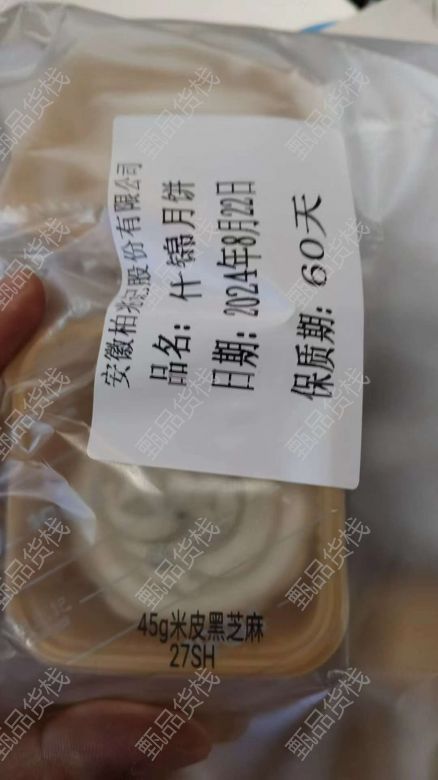 安徽柏兆股份有限公司
品名：什锦月饼
日期：2024年8月22日
保质期：60天
45g米皮黑芝麻
27SH
甄品货栈